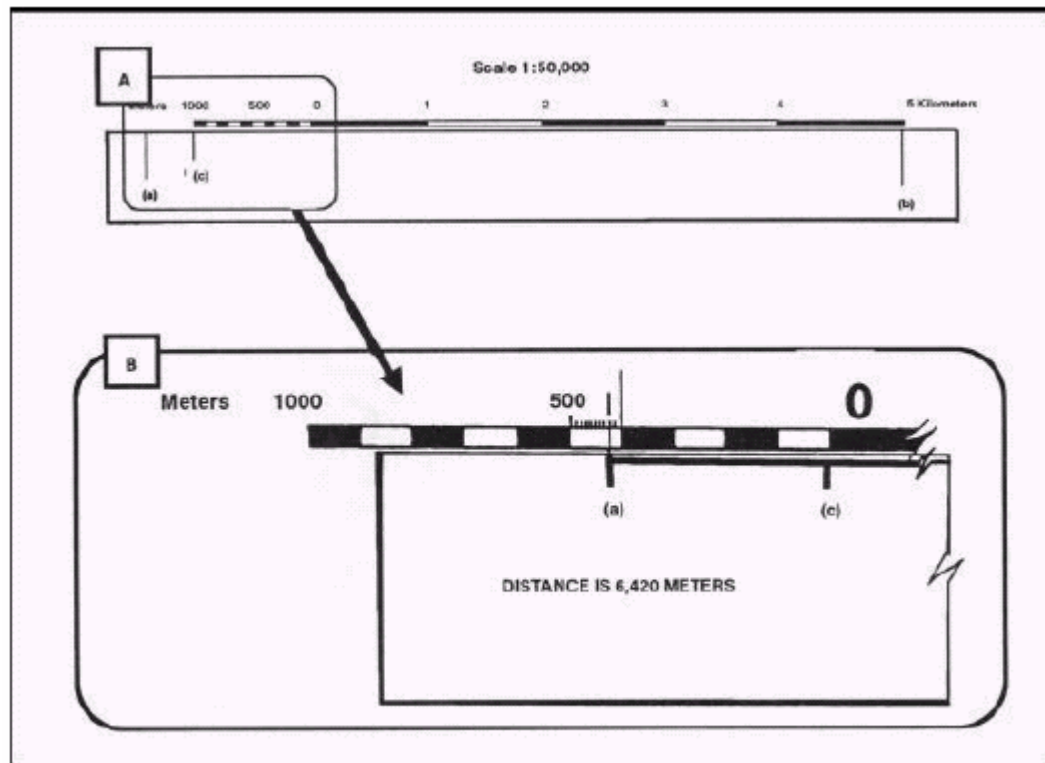 A
Scale 1:50,000
Meters 1000 500 0 1 2 3 4 5 Kilometers
(a) (c) (b)
B
Meters 1000 500 0
(a) (c)
DISTANCE IS 6,420 METERS